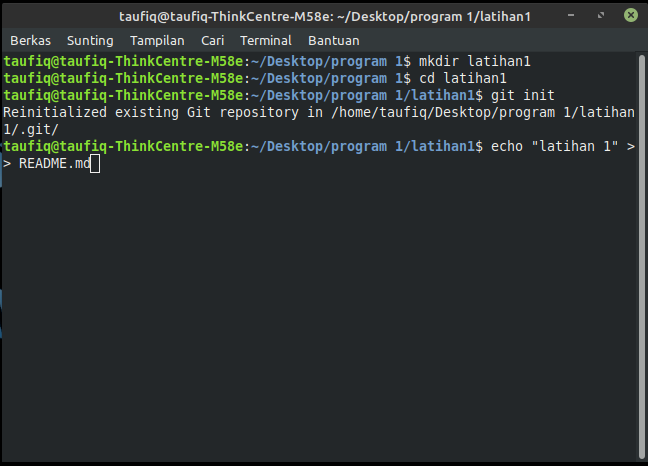 taufiq@taufiq-ThinkCentre-M58e: ~/Desktop/program 1/latihan1
Berkas Sunting Tampilan Cari Terminal Bantuan
taufiq@taufiq-ThinkCentre-M58e:~/Desktop/program 1$ mkdir latihan1
taufiq@taufiq-ThinkCentre-M58e:~/Desktop/program 1$ cd latihan1
taufiq@taufiq-ThinkCentre-M58e:~/Desktop/program 1/latihan1$ git init
Reinitialized existing Git repository in /home/taufiq/Desktop/program 1/latihan
1/.git/
taufiq@taufiq-ThinkCentre-M58e:~/Desktop/program 1/latihan1$ echo "latihan 1" >
> README.md